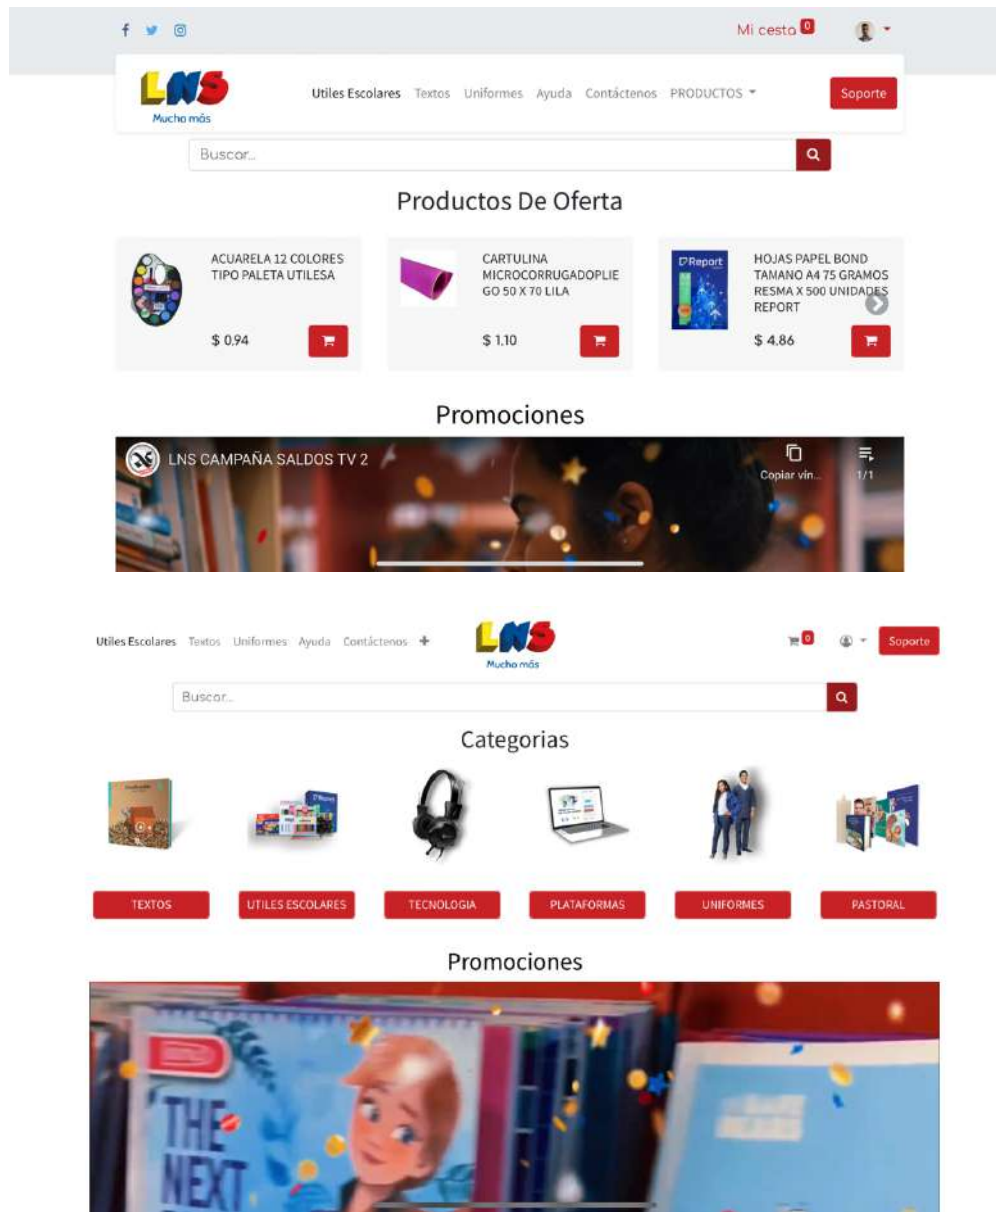 Mi cesta 0
LNS
Mucho más
Utiles Escolares Textos Uniformes Ayuda Contáctenos PRODUCTOS
Soporte
Buscar...
Productos De Oferta
ACUARELA 12 COLORES
TIPO PALETA UTILESA
$ 0.94
CARTULINA
MICROCORRUGADOPLIE
GO 50 X 70 LILA
$ 1.10
Report
HOJAS PAPEL BOND
TAMANO A4 75 GRAMOS
RESMA X 500 UNIDADES
REPORT
$ 4.86
Promociones
LNS CAMPAÑA SALDOS TV 2
Copiar vín...
1/1
Utiles Escolares Textos Uniformes Ayuda Contáctenos +
LNS
Mucho más
0
Soporte
Buscar...
Categorias
Report
TEXTOS
UTILES ESCOLARES
TECNOLOGIA
PLATAFORMAS
UNIFORMES
PASTORAL
Promociones
THE
NEXT